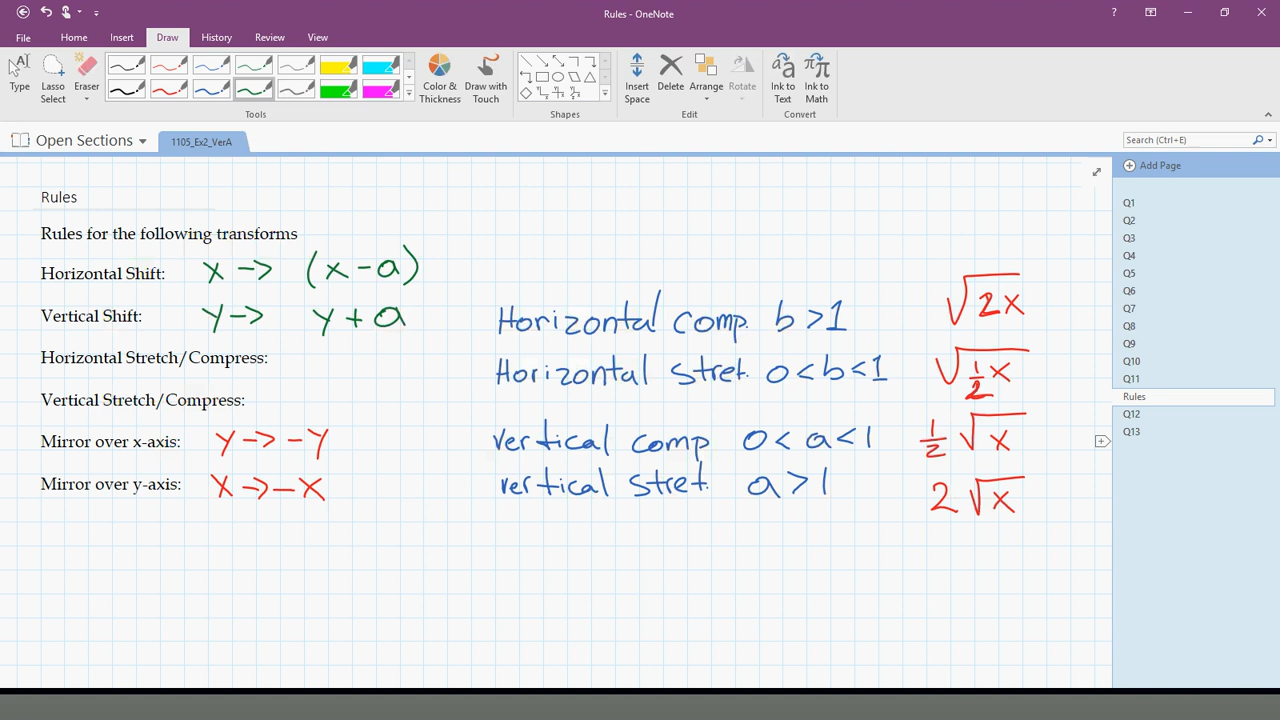 Rules - OneNote
?
File Home Insert Draw History Review View
Type
Lasso Select
Eraser
Color & Thickness
Draw with Touch
Insert Space
Delete
Arrange
Rotate
Ink to Text
Ink to Math
Tools
Shapes
Edit
Convert
Open Sections
1105_Ex2_VerA
Search (Ctrl+E)
Add Page
Rules
Rules for the following transforms
Horizontal Shift: x -> (x - a)
Vertical Shift: y -> y + a
Horizontal Stretch/Compress:
Vertical Stretch/Compress:
Mirror over x-axis: y -> -y
Mirror over y-axis: x -> -x
Horizontal comp. b > 1 √2x
Horizontal stret. 0 < b < 1 √½x
vertical comp 0 < a < 1 ½√x
vertical stret. a > 1 2√x
Q1
Q2
Q3
Q4
Q5
Q6
Q7
Q8
Q9
Q10
Q11
Rules
Q12
Q13